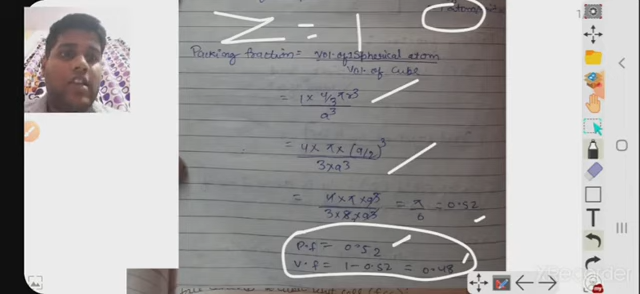 Z = 1
Packing fraction = Vol. of 1 Spherical atom
Vol. of Cube
= 1 × 4/3 πr³
a³
= 4 × π × (a/2)³
3 × a³
= 4 × π × a³ = π = 0.52
3 × 8 × a³ 6
P.f = 0.52
V.f = 1 - 0.52 = 0.48